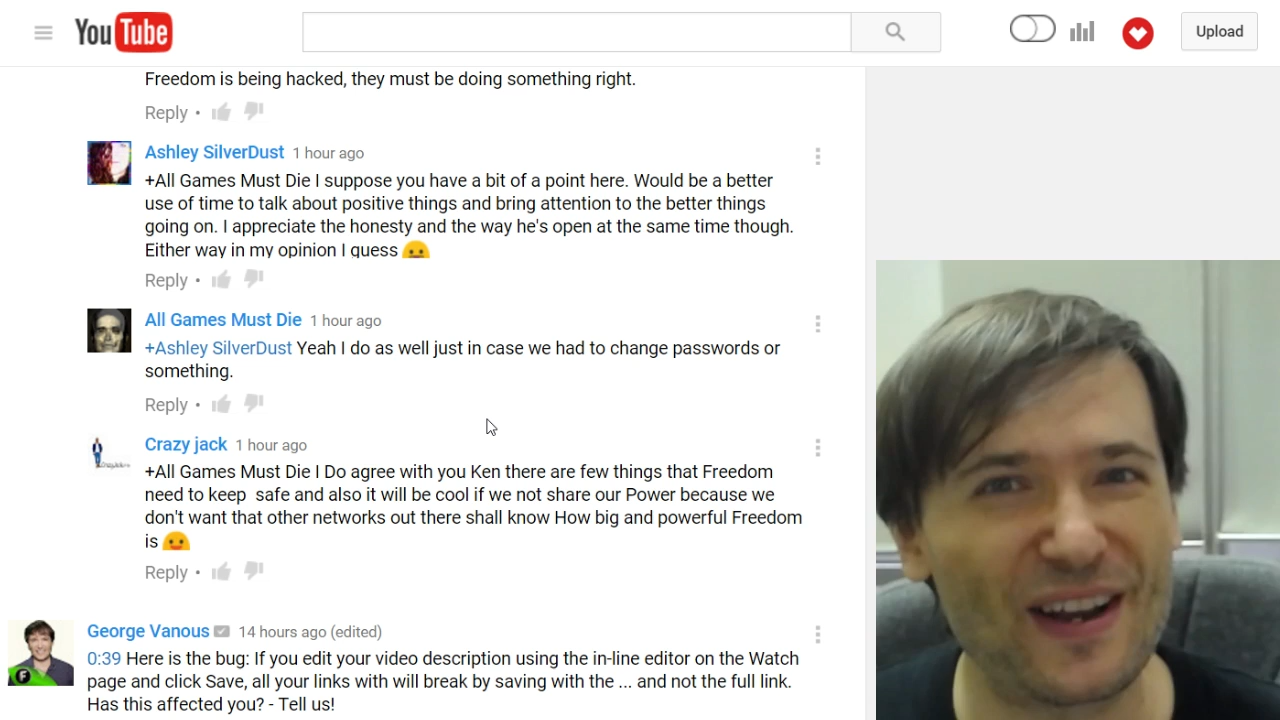 YouTube
Upload
Freedom is being hacked, they must be doing something right.
Reply •
Ashley SilverDust 1 hour ago
+All Games Must Die I suppose you have a bit of a point here. Would be a better
use of time to talk about positive things and bring attention to the better things
going on. I appreciate the honesty and the way he's open at the same time though.
Either way in my opinion I guess
Reply •
All Games Must Die 1 hour ago
+Ashley SilverDust Yeah I do as well just in case we had to change passwords or
something.
Reply •
Crazy jack 1 hour ago
+All Games Must Die I Do agree with you Ken there are few things that Freedom
need to keep  safe and also it will be cool if we not share our Power because we
don't want that other networks out there shall know How big and powerful Freedom
is
Reply •
George Vanous 14 hours ago (edited)
0:39 Here is the bug: If you edit your video description using the in-line editor on the Watch
page and click Save, all your links with will break by saving with the ... and not the full link.
Has this affected you? - Tell us!